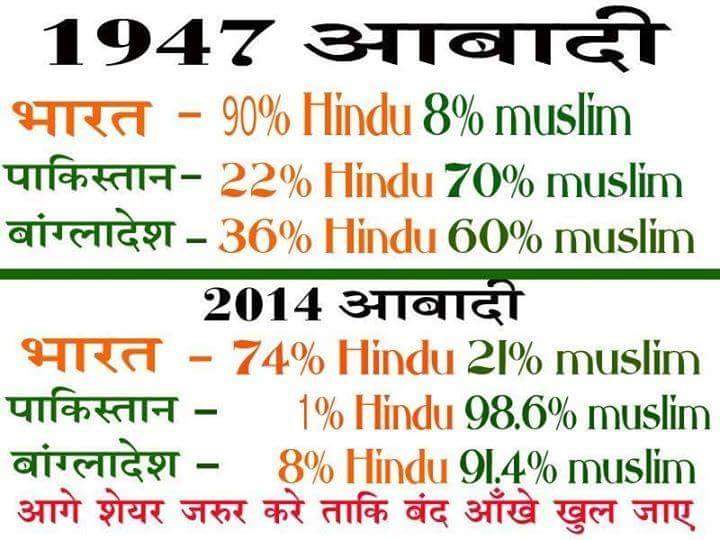 1947 आबादी
भारत - 90% Hindu 8% muslim
पाकिस्तान - 22% Hindu 70% muslim
बांग्लादेश - 36% Hindu 60% muslim
2014 आबादी
भारत - 74% Hindu 21% muslim
पाकिस्तान - 1% Hindu 98.6% muslim
बांग्लादेश - 8% Hindu 91.4% muslim
आगे शेयर जरुर करे ताकि बंद आँखे खुल जाए